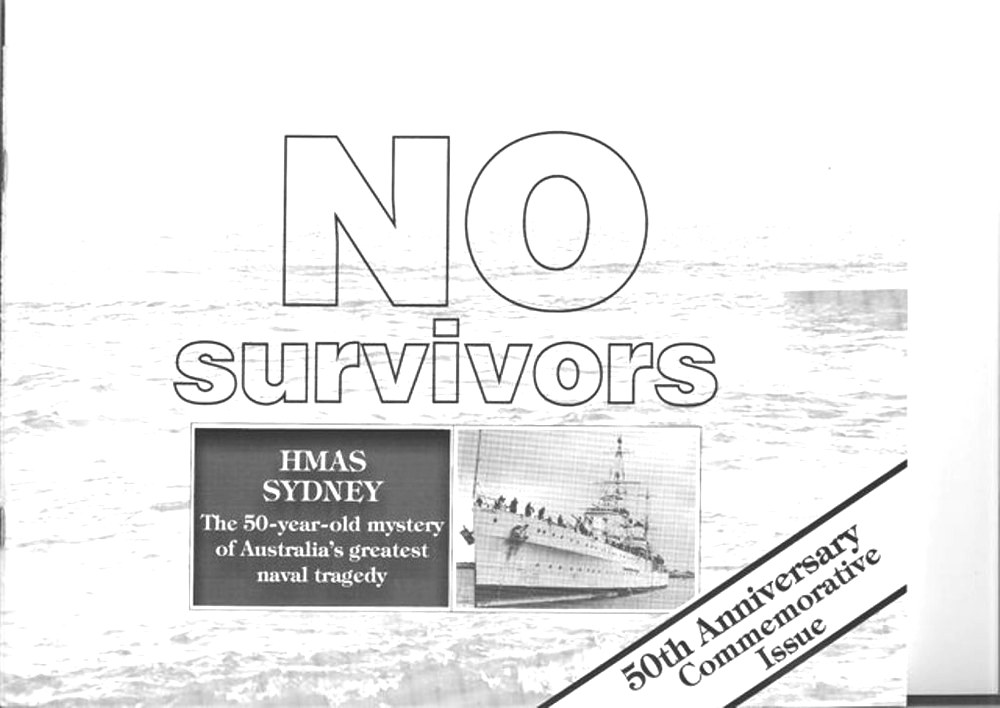 NO
survivors
HMAS
SYDNEY
The 50-year-old mystery
of Australia's greatest
naval tragedy
50th Anniversary
Commemorative
Issue